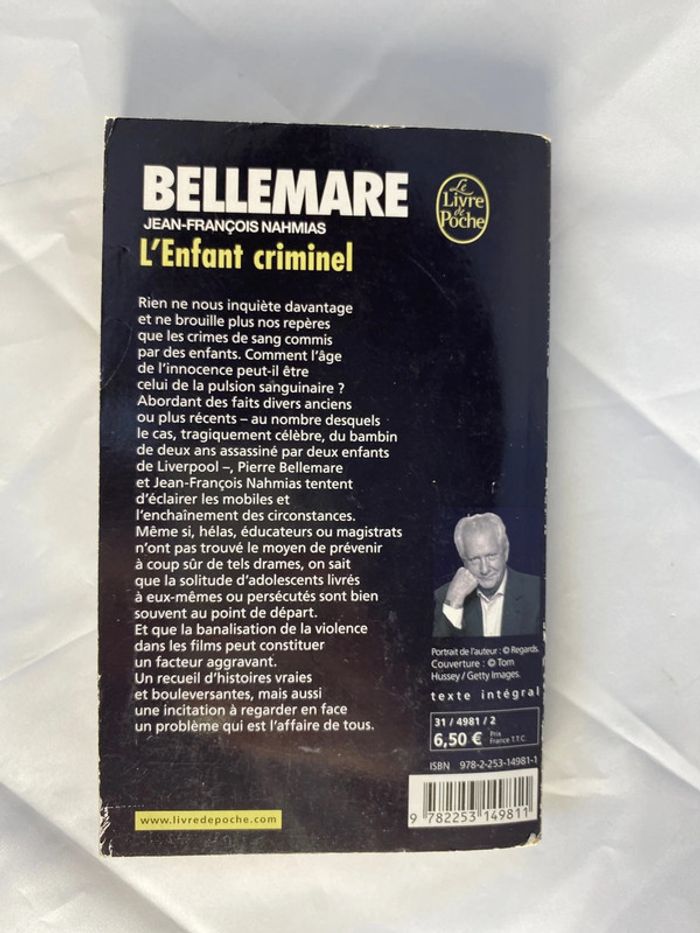 BELLEMARE
JEAN-FRANÇOIS NAHMIAS
L'Enfant criminel
Le
Livre
de
Poche
Rien ne nous inquiète davantage
et ne brouille plus nos repères
que les crimes de sang commis
par des enfants. Comment l'âge
de l'innocence peut-il être
celui de la pulsion sanguinaire ?
Abordant des faits divers anciens
ou plus récents – au nombre desquels
le cas, tragiquement célèbre, du bambin
de deux ans assassiné par deux enfants
de Liverpool –, Pierre Bellemare
et Jean-François Nahmias tentent
d'éclairer les mobiles et
l'enchaînement des circonstances.
Même si, hélas, éducateurs ou magistrats
n'ont pas trouvé le moyen de prévenir
à coup sûr de tels drames, on sait
que la solitude d'adolescents livrés
à eux-mêmes ou persécutés sont bien
souvent au point de départ.
Et que la banalisation de la violence
dans les films peut constituer
un facteur aggravant.
Un recueil d'histoires vraies
et bouleversantes, mais aussi
une incitation à regarder en face
un problème qui est l'affaire de tous.
Portrait de l'auteur : © Regards.
Couverture : © Tom
Hussey / Getty Images.
texte intégral
31 / 4981 / 2
6,50 € Prix
France T.T.C.
ISBN 978-2-253-14981-1
9 782253 149811
www.livredepoche.com